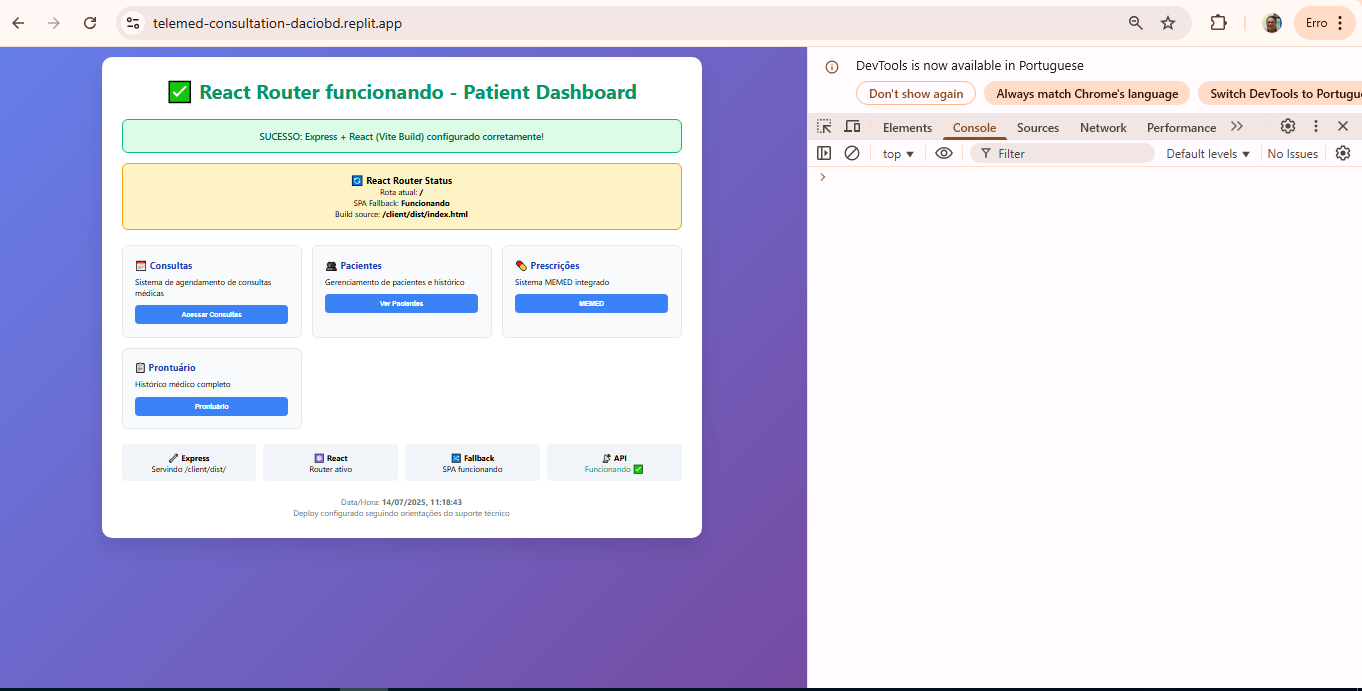 telemed-consultation-daciobd.replit.app
Erro
✅ React Router funcionando - Patient Dashboard
SUCESSO: Express + React (Vite Build) configurado corretamente!
🔄 React Router Status
Rota atual: /
SPA Fallback: Funcionando
Build source: /client/dist/index.html
📅 Consultas
Sistema de agendamento de consultas
médicas
Acessar Consultas
👥 Pacientes
Gerenciamento de pacientes e histórico
Ver Pacientes
💊 Prescrições
Sistema MEMED integrado
MEMED
📋 Prontuário
Histórico médico completo
Prontuário
Express
Servindo /client/dist/
⚛️ React
Router ativo
🔀 Fallback
SPA funcionando
API
Funcionando ✅
Data/Hora: 14/07/2025, 11:18:43
Deploy configurado seguindo orientações do suporte técnico
DevTools is now available in Portuguese
Don't show again
Always match Chrome's language
Switch DevTools to Portugue
Elements
Console
Sources
Network
Performance
top
Filter
Default levels
No Issues